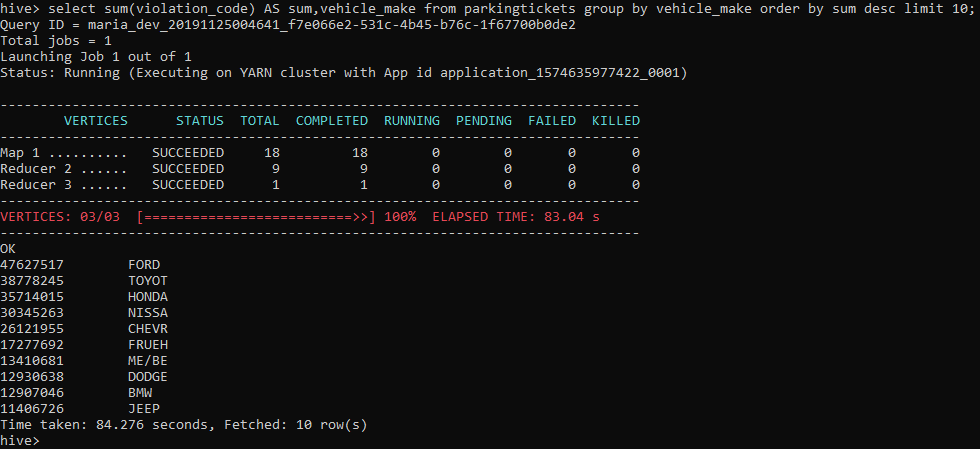 hive> select sum(violation_code) AS sum,vehicle_make from parkingtickets group by vehicle_make order by sum desc limit 10;
Query ID = maria_dev_20191125004641_f7e066e2-531c-4b45-b76c-1f67700b0de2
Total jobs = 1
Launching Job 1 out of 1
Status: Running (Executing on YARN cluster with App id application_1574635977422_0001)
--------------------------------------------------------------------------------
VERTICES STATUS TOTAL COMPLETED RUNNING PENDING FAILED KILLED
--------------------------------------------------------------------------------
Map 1 .......... SUCCEEDED 18 18 0 0 0 0
Reducer 2 ...... SUCCEEDED 9 9 0 0 0 0
Reducer 3 ...... SUCCEEDED 1 1 0 0 0 0
--------------------------------------------------------------------------------
VERTICES: 03/03 [==========================>>] 100% ELAPSED TIME: 83.04 s
--------------------------------------------------------------------------------
OK
47627517 FORD
38778245 TOYOT
35714015 HONDA
30345263 NISSA
26121955 CHEVR
17277692 FRUEH
13410681 ME/BE
12930638 DODGE
12907046 BMW
11406726 JEEP
Time taken: 84.276 seconds, Fetched: 10 row(s)
hive>